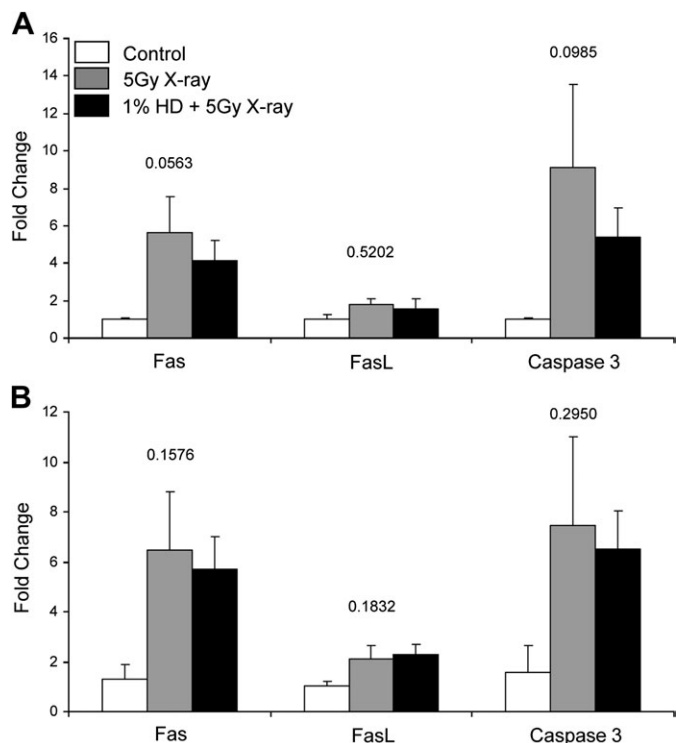 A
16
14
12
10
8
6
4
2
0
Fold Change
Control
5Gy X-ray
1% HD + 5Gy X-ray
0.0563
0.5202
0.0985
Fas
FasL
Caspase 3
B
12
10
8
6
4
2
0
Fold Change
0.1576
0.1832
0.2950
Fas
FasL
Caspase 3